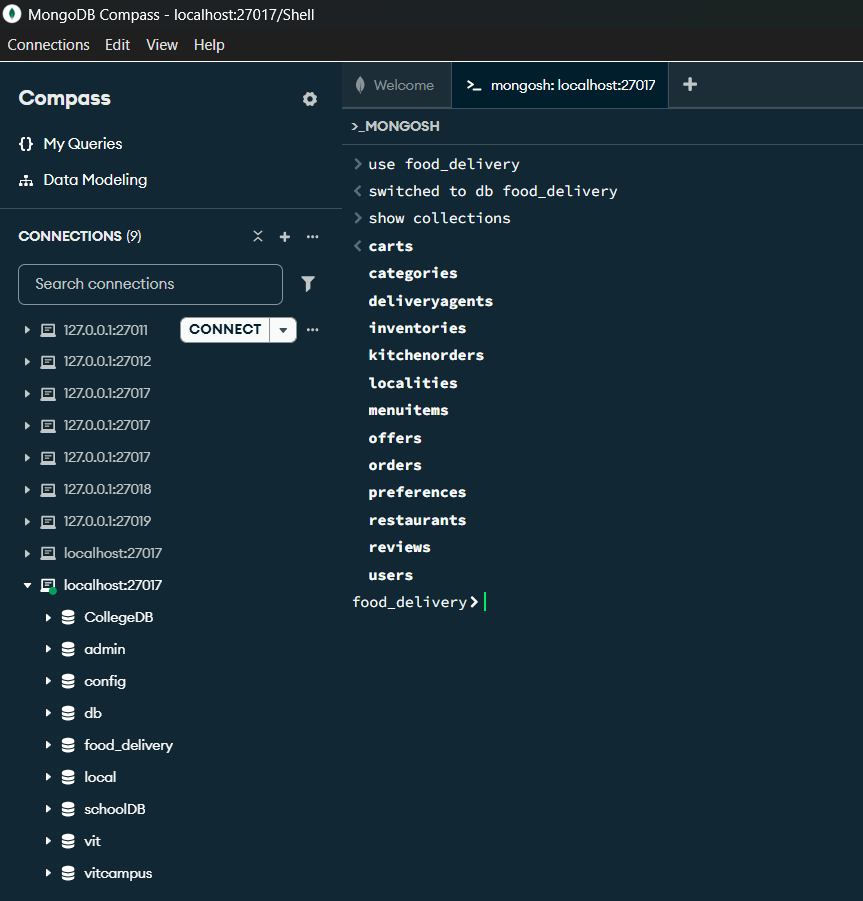 MongoDB Compass - localhost:27017/Shell
Connections Edit View Help
Compass
My Queries
Data Modeling
CONNECTIONS (9)
Search connections
127.0.0.1:27011 CONNECT
127.0.0.1:27012
127.0.0.1:27017
127.0.0.1:27017
127.0.0.1:27017
127.0.0.1:27018
127.0.0.1:27019
localhost:27017
localhost:27017
CollegeDB
admin
config
db
food_delivery
local
schoolDB
vit
vitcampus
Welcome
mongosh: localhost:27017
>_MONGOSH
> use food_delivery
< switched to db food_delivery
> show collections
< carts
categories
deliveryagents
inventories
kitchenorders
localities
menuitems
offers
orders
preferences
restaurants
reviews
users
food_delivery>